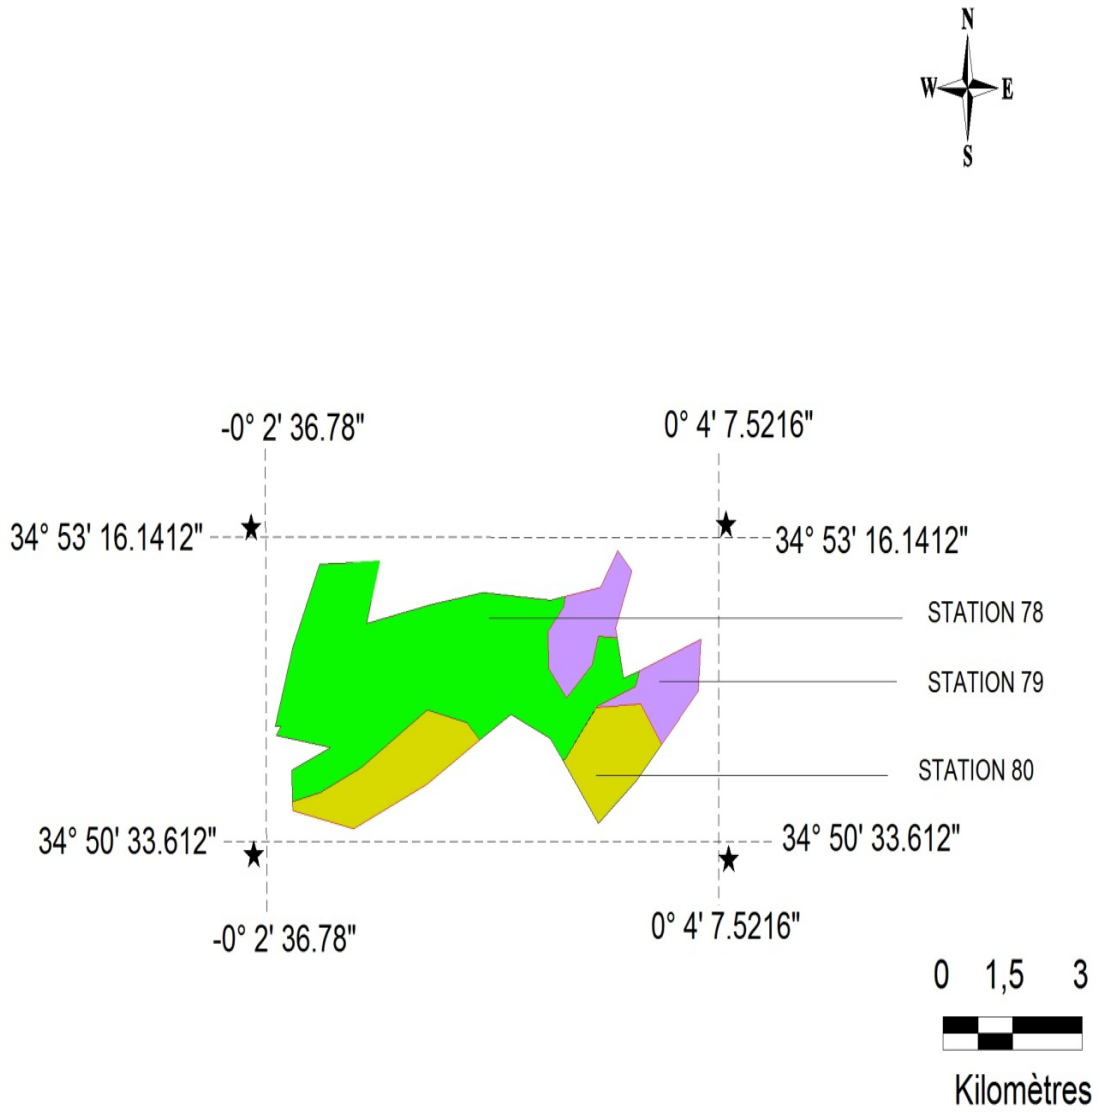 N
W E
S
-0° 2' 36.78" 0° 4' 7.5216"
34° 53' 16.1412" 34° 53' 16.1412"
STATION 78
STATION 79
STATION 80
34° 50' 33.612" 34° 50' 33.612"
-0° 2' 36.78" 0° 4' 7.5216"
0 1,5 3
Kilomètres